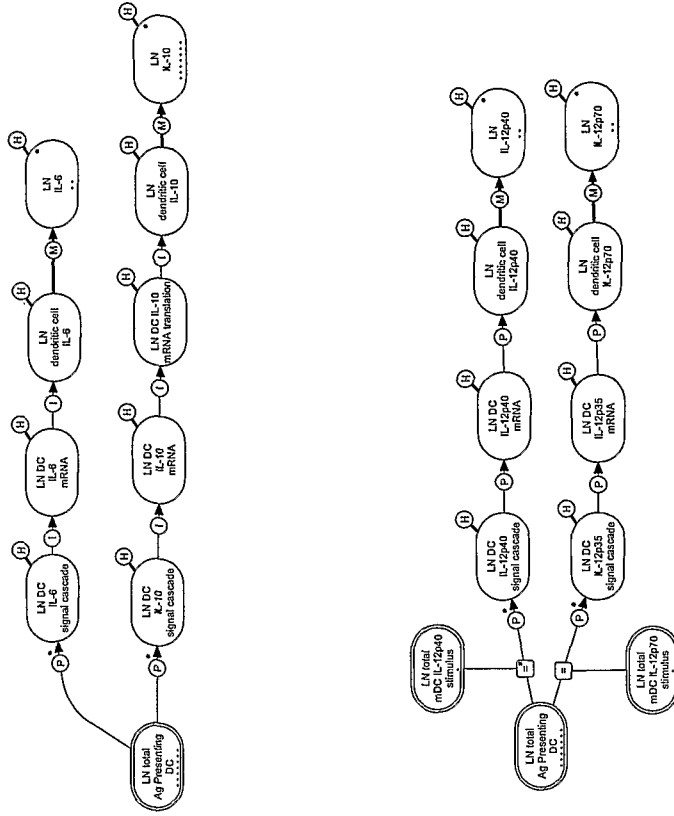 LN total
Ag Presenting
DC
P
LN DC
IL-6
signal cascade
H
I
LN DC
IL-6
mRNA
H
I
LN
dendritic cell
IL-6
H
M
LN
IL-6
H
P
LN DC
IL-10
signal cascade
H
I
LN DC
IL-10
mRNA
H
I
LN DC IL-10
mRNA translation
H
I
LN
dendritic cell
IL-10
H
M
LN
IL-10
H
LN total
mDC IL-12p40
stimulus
LN total
Ag Presenting
DC
LN total
mDC IL-12p70
stimulus
=
P
LN DC
IL-12p40
signal cascade
H
P
LN DC
IL-12p40
mRNA
H
P
LN
dendritic cell
IL-12p40
H
M
LN
IL-12p40
H
=
P
LN DC
IL-12p35
signal cascade
H
P
LN DC
IL-12p35
mRNA
H
P
LN
dendritic cell
IL-12p70
H
M
LN
IL-12p70
H